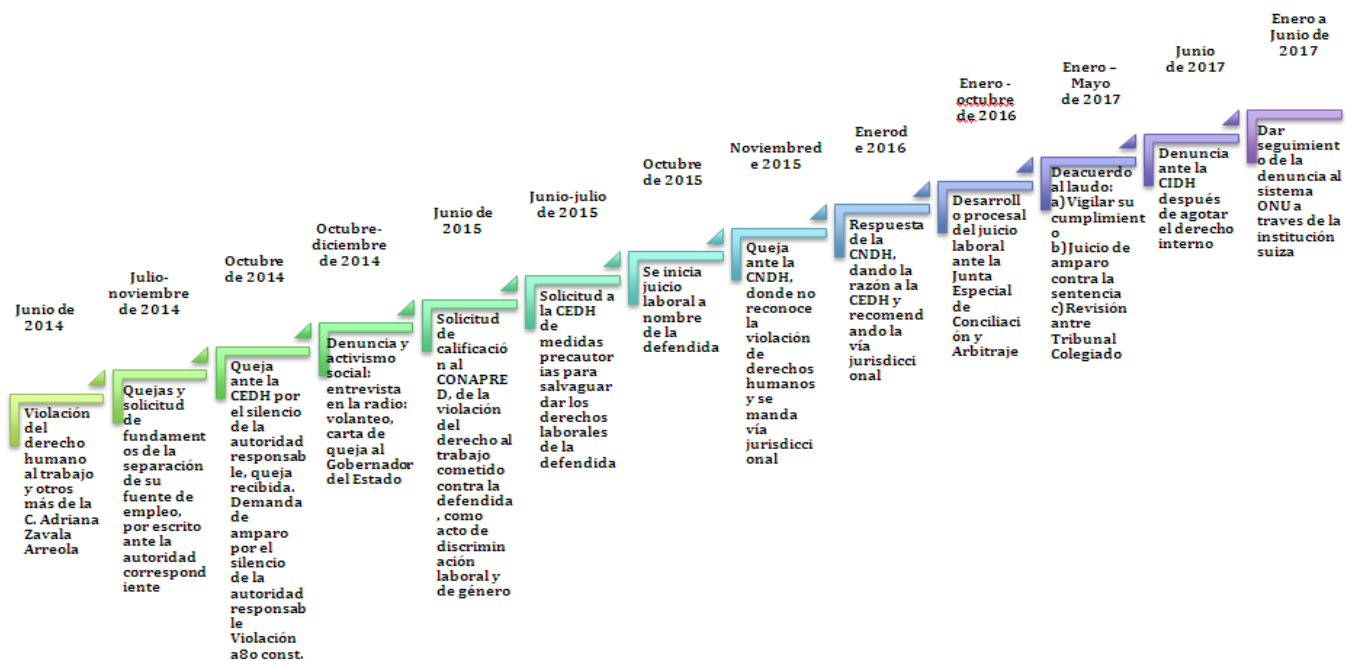 Junio de
2014
Violación
del
derecho
humano
al trabajo
y otros
más de la
C. Adriana
Zavala
Arreola
Julio-
noviembre
de 2014
Quejas y
solicitud
de
fundament
os de la
separación
de su
fuente de
empleo,
por escrito
ante la
autoridad
correspond
iente
Octubre
de 2014
Queja
ante la
CEDH por
el silencio
de la
autoridad
responsab
le, queja
recibida.
Demanda
de
amparo
por el
silencio
de la
autoridad
responsab
le
Violación
a8o const.
Octubre-
diciembre
de 2014
Denuncia y
activismo
social:
entrevista
en la radio:
volanteo,
carta de
queja al
Gobernador
del Estado
Junio de
2015
Solicitud
de
calificació
n al
CONAPRE
D, de la
violación
del
derecho al
trabajo
cometido
contra la
defendida
, como
acto de
discrimin
ación
laboral y
de género
Junio-julio
de 2015
Solicitud a
la CEDH
de
medidas
precautor
ias para
salvaguar
dar los
derechos
laborales
de la
defendida
Octubre
de 2015
Se inicia
juicio
laboral a
nombre
de la
defendida
Noviembred
e 2015
Queja
ante la
CNDH,
donde no
reconoce
la
violación
de
derechos
humanos
y se
manda
vía
jurisdicci
onal
Enerod
e 2016
Respuesta
de la
CNDH,
dando la
razón a la
CEDH y
recomend
ando la
vía
jurisdicci
onal
Enero -
octubre
de 2016
Desarroll
o procesal
del juicio
laboral
ante la
Junta
Especial
de
Conciliaci
ón y
Arbitraje
Enero –
Mayo
de 2017
Deacuerdo
al laudo:
a) Vigilar su
cumplimient
o
b) Juicio de
amparo
contra la
sentencia
c) Revisión
antre
Tribunal
Colegiado
Junio
de 2017
Denuncia
ante la
CIDH
después
de agotar
el derecho
interno
Enero a
Junio de
2017
Dar
seguimient
o de la
denuncia al
sistema
ONU a
traves de la
institución
suiza